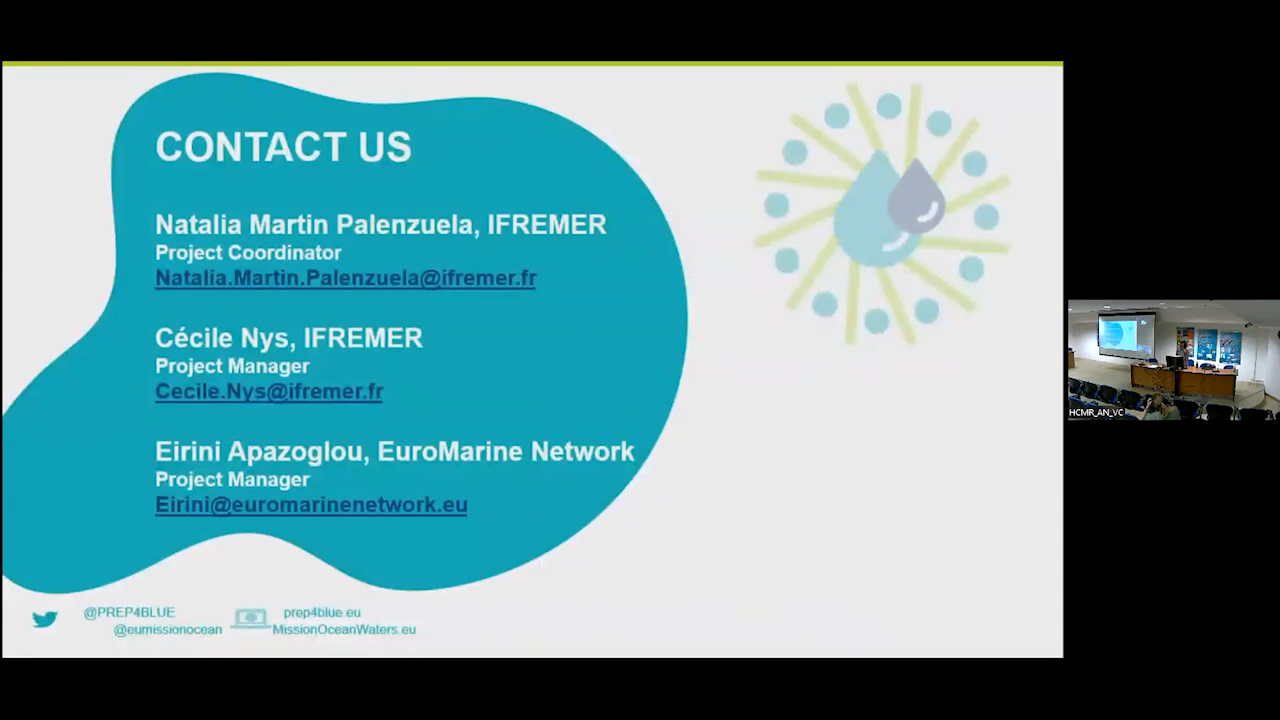 CONTACT US
Natalia Martin Palenzuela, IFREMER
Project Coordinator
Natalia.Martin.Palenzuela@ifremer.fr
Cécile Nys, IFREMER
Project Manager
Cecile.Nys@ifremer.fr
Eirini Apazoglou, EuroMarine Network
Project Manager
Eirini@euromarinenetwork.eu
@PREP4BLUE
prep4blue.eu
@eumissionocean
MissionOceanWaters.eu
HCMR_AN_VC